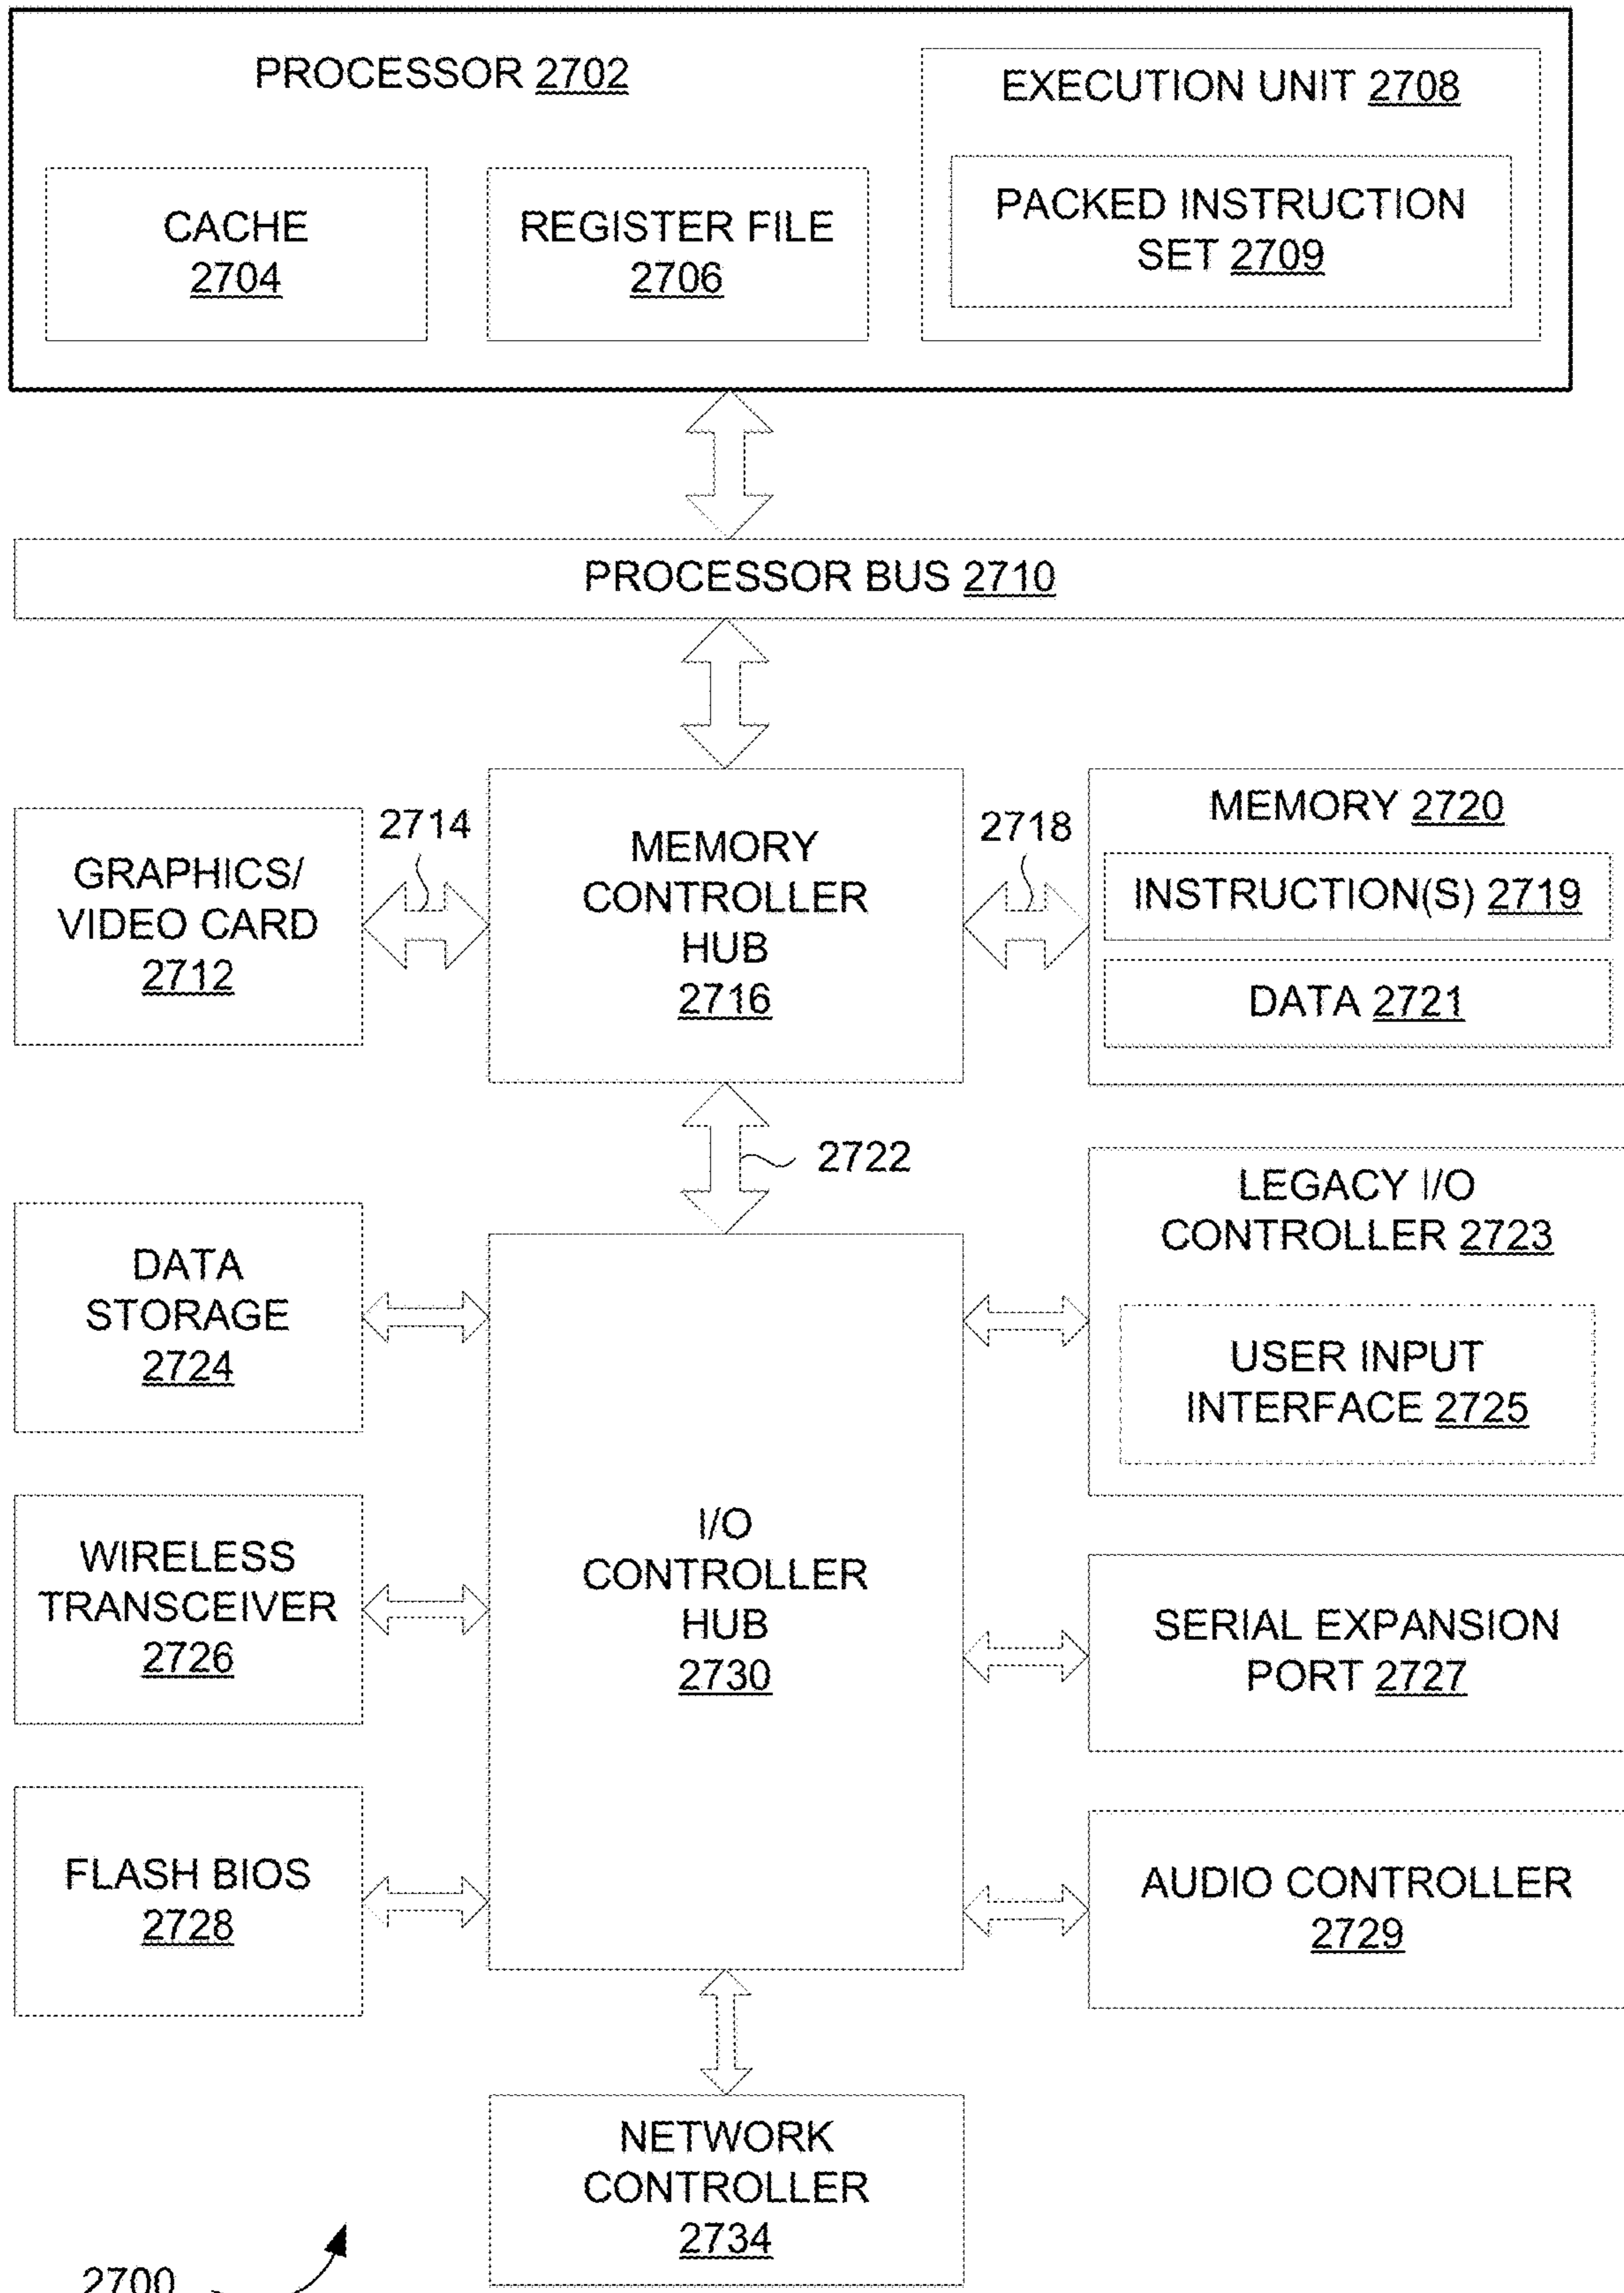 PROCESSOR 2702
EXECUTION UNIT 2708
CACHE
2704
REGISTER FILE
2706
PACKED INSTRUCTION
SET 2709
PROCESSOR BUS 2710
GRAPHICS/
VIDEO CARD
2712
2714
MEMORY
CONTROLLER
HUB
2716
2718
MEMORY 2720
INSTRUCTION(S) 2719
DATA 2721
2722
DATA
STORAGE
2724
LEGACY I/O
CONTROLLER 2723
USER INPUT
INTERFACE 2725
WIRELESS
TRANSCEIVER
2726
I/O
CONTROLLER
HUB
2730
SERIAL EXPANSION
PORT 2727
FLASH BIOS
2728
AUDIO CONTROLLER
2729
NETWORK
CONTROLLER
2734
2700